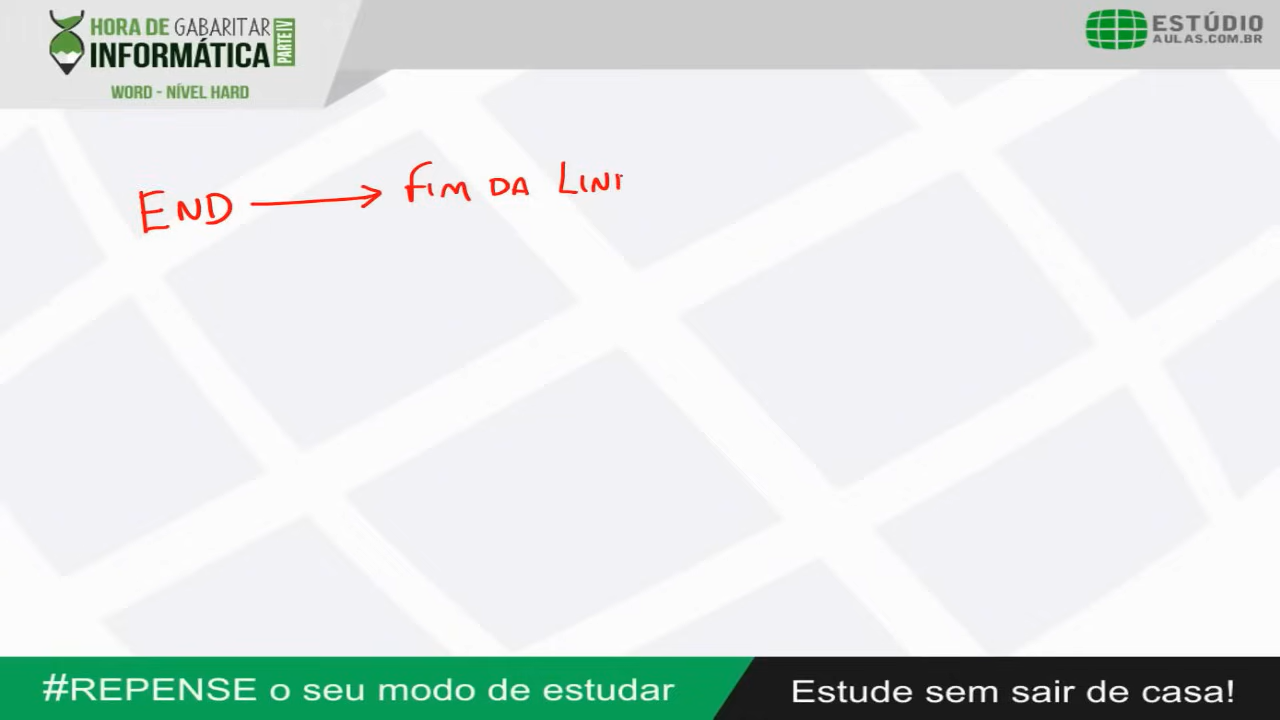 HORA DE GABARITAR
INFORMÁTICA
PARTE IV
WORD - NÍVEL HARD
ESTÚDIO
AULAS.COM.BR
END → FIM DA
#REPENSE o seu modo de estudar
Estude sem sair de casa!